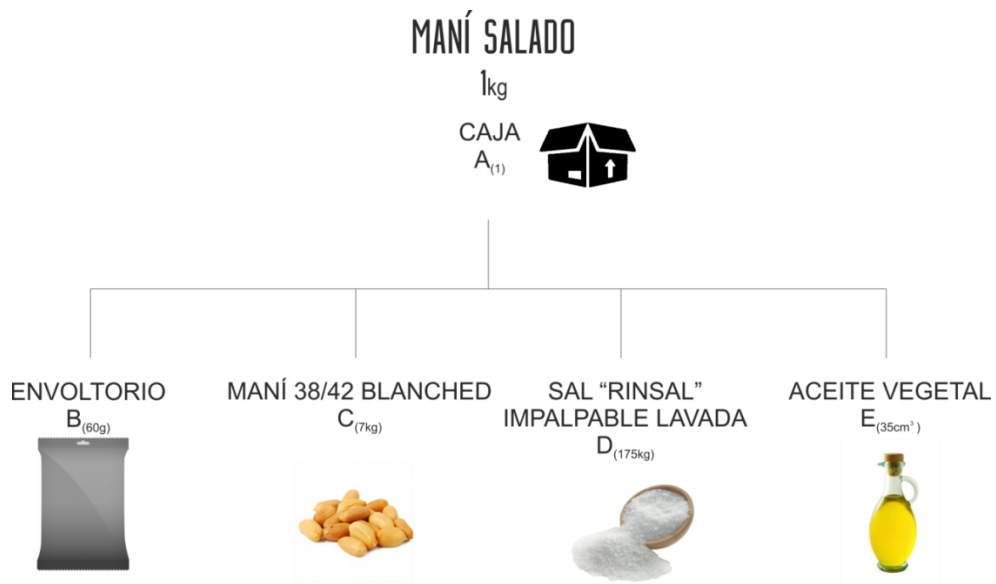 MANÍ SALADO
1kg
CAJA
A(1)
ENVOLTORIO
B(60g)
MANÍ 38/42 BLANCHED
C(7kg)
SAL “RINSAL”
IMPALPABLE LAVADA
D(175kg)
ACEITE VEGETAL
E(35cm³ )